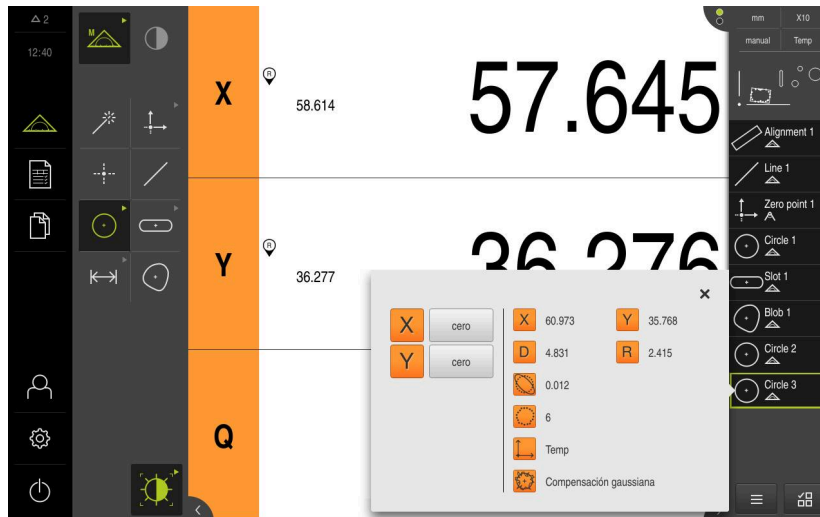 2
12:40
M
X
R
58.614
57.645
Y
R
36.277
36.276
Q
X
cero
Y
cero
X
60.973
Y
35.768
D
4.831
R
2.415
0.012
6
Temp
Compensación gaussiana
mm
X10
manual
Temp
Alignment 1
Line 1
Zero point 1
Circle 1
Slot 1
Blob 1
Circle 2
Circle 3